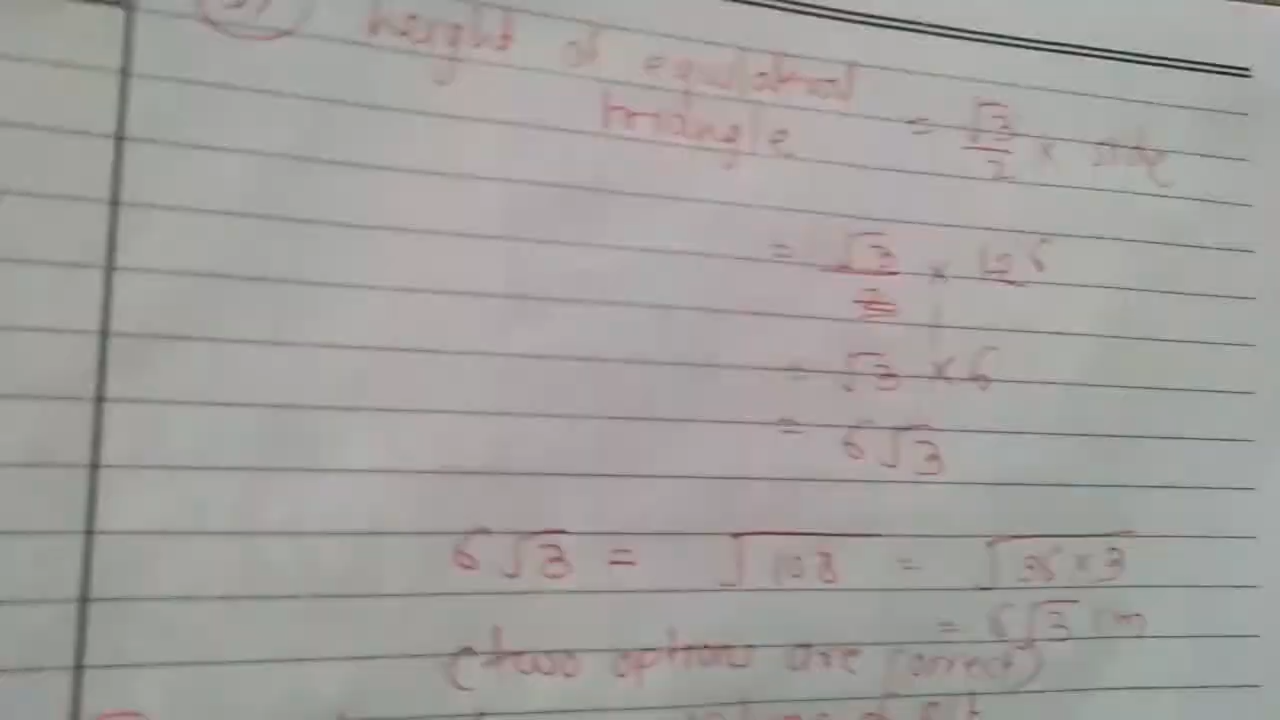 height of equilateral
triangle = √3/2 × side
= √3/2 × 12 6
= √3 × 6
= 6√3
6√3 = √108 = √36×3
= 6√3 cm
(two options are correct)